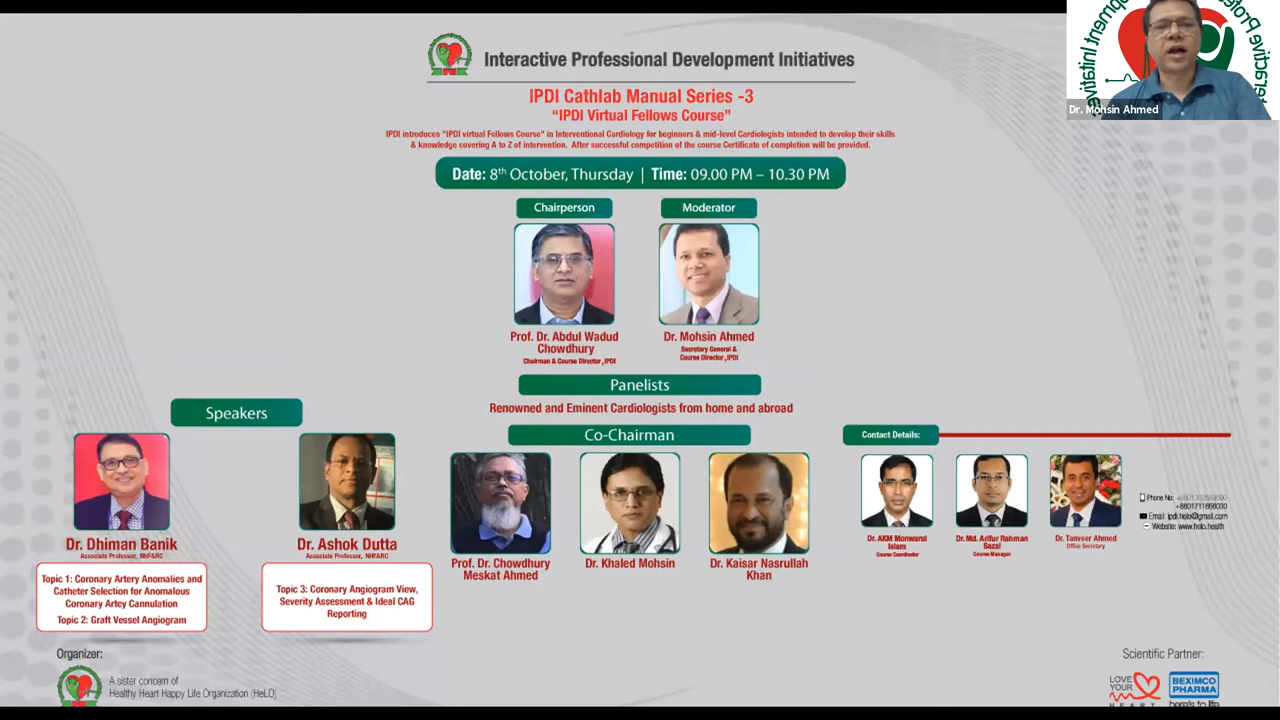 Interactive Professional Development Initiatives
IPDI Cathlab Manual Series -3
“IPDI Virtual Fellows Course”
IPDI introduces "IPDI virtual Fellows Course" in Interventional Cardiology for beginners & mid-level Cardiologists intended to develop their skills
& knowledge covering A to Z of intervention. After successful competition of the course Certificate of completion will be provided.
Date: 8th October, Thursday | Time: 09.00 PM – 10.30 PM
Dr. Mohsin Ahmed
Chairperson
Moderator
Prof. Dr. Abdul Wadud
Chowdhury
Chairman & Course Director, IPDI
Dr. Mohsin Ahmed
Secretary General &
Course Director, IPDI
Panelists
Renowned and Eminent Cardiologists from home and abroad
Speakers
Dr. Dhiman Banik
Associate Professor, NHF&RC
Topic 1: Coronary Artery Anomalies and
Catheter Selection for Anomalous
Coronary Artey Cannulation
Topic 2: Graft Vessel Angiogram
Dr. Ashok Dutta
Associate Professor, NHF&RC
Topic 3: Coronary Angiogram View,
Severity Assessment & Ideal CAG
Reporting
Co-Chairman
Prof. Dr. Chowdhury
Meskat Ahmed
Dr. Khaled Mohsin
Dr. Kaisar Nasrullah
Khan
Contact Details:
Dr. AKM Monwarul
Islam
Course Coordinator
Dr. Md. Arifur Rahman
Sazal
Course Manager
Dr. Tanveer Ahmed
Office Secretary
Phone No:
+8801711668030
Email: ipdi.helo@gmail.com
Website: www.helo.health
Organizer:
A sister concern of
Healthy Heart Happy Life Organization (HeLO)
Scientific Partner:
LOVE
YOUR
HEART
BEXIMCO
PHARMA
here's to life